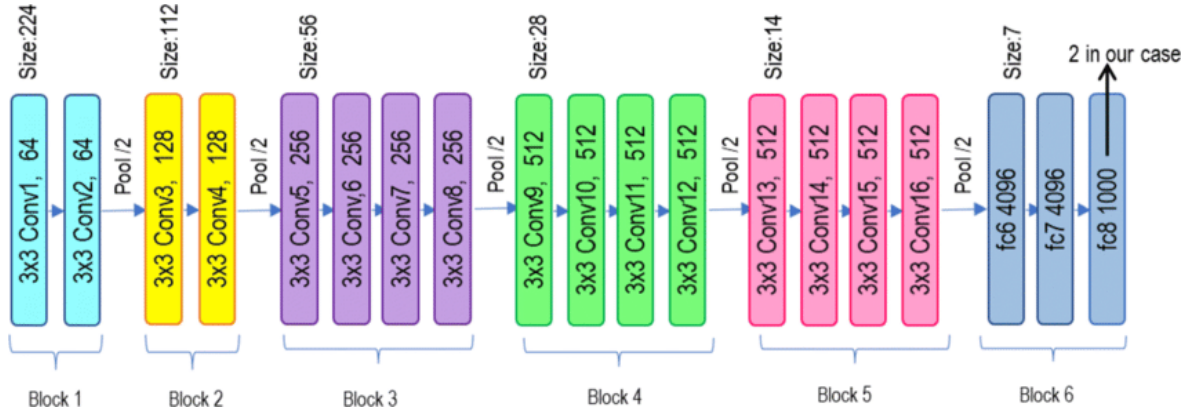 Size:224
3x3 Conv1, 64
3x3 Conv2, 64
Block 1
Pool /2
Size:112
3x3 Conv3, 128
3x3 Conv4, 128
Block 2
Pool /2
Size:56
3x3 Conv5, 256
3x3 Conv,6 256
3x3 Conv7, 256
3x3 Conv8, 256
Block 3
Pool /2
Size:28
3x3 Conv9, 512
3x3 Conv10, 512
3x3 Conv11, 512
3x3 Conv12, 512
Block 4
Pool /2
Size:14
3x3 Conv13, 512
3x3 Conv14, 512
3x3 Conv15, 512
3x3 Conv16, 512
Block 5
Pool /2
Size:7
fc6 4096
fc7 4096
fc8 1000
2 in our case
Block 6